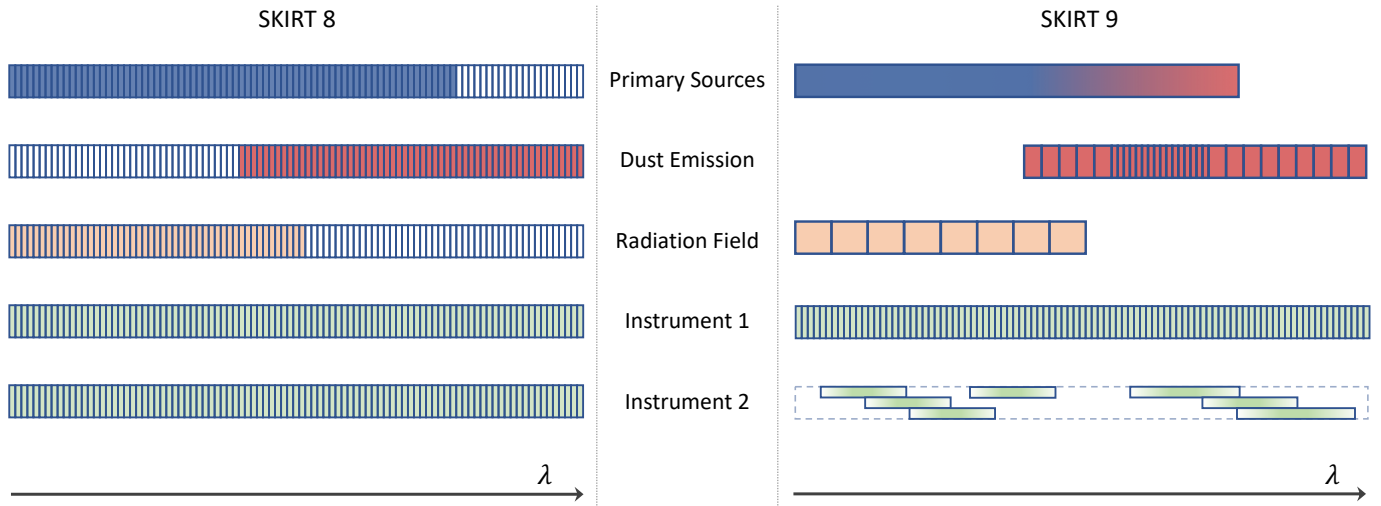 SKIRT 8
SKIRT 9
Primary Sources
Dust Emission
Radiation Field
Instrument 1
Instrument 2
λ
λ